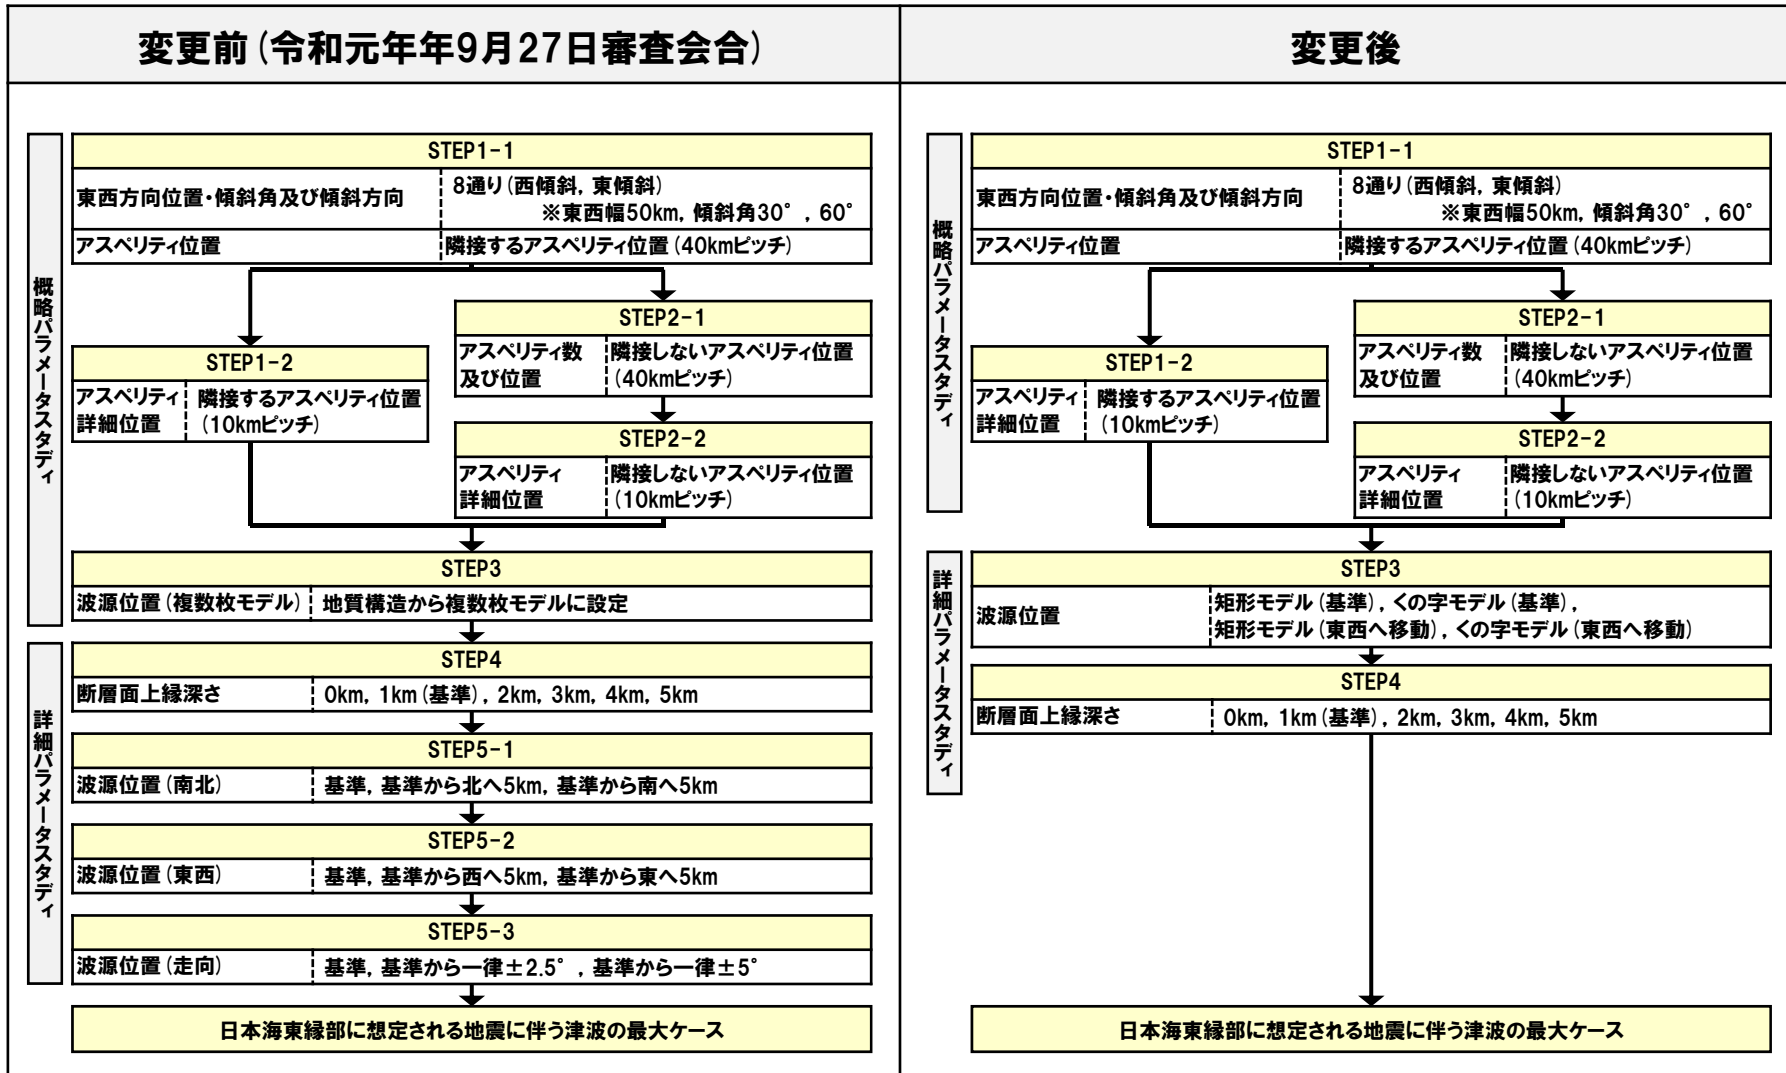 変更前(令和元年年9月27日審査会合)
概略パラメータスタディ
STEP1-1
東西方向位置・傾斜角及び傾斜方向
8通り(西傾斜, 東傾斜)
※東西幅50km, 傾斜角30°, 60°
アスペリティ位置
隣接するアスペリティ位置(40kmピッチ)
STEP1-2
アスペリティ
詳細位置
隣接するアスペリティ位置
(10kmピッチ)
STEP2-1
アスペリティ数
及び位置
隣接しないアスペリティ位置
(40kmピッチ)
STEP2-2
アスペリティ
詳細位置
隣接しないアスペリティ位置
(10kmピッチ)
STEP3
波源位置(複数枚モデル)
地質構造から複数枚モデルに設定
詳細パラメータスタディ
STEP4
断層面上縁深さ
0km, 1km(基準), 2km, 3km, 4km, 5km
STEP5-1
波源位置(南北)
基準, 基準から北へ5km, 基準から南へ5km
STEP5-2
波源位置(東西)
基準, 基準から西へ5km, 基準から東へ5km
STEP5-3
波源位置(走向)
基準, 基準から一律±2.5°, 基準から一律±5°
日本海東縁部に想定される地震に伴う津波の最大ケース
変更後
概略パラメータスタディ
STEP1-1
東西方向位置・傾斜角及び傾斜方向
8通り(西傾斜, 東傾斜)
※東西幅50km, 傾斜角30°, 60°
アスペリティ位置
隣接するアスペリティ位置(40kmピッチ)
STEP1-2
アスペリティ
詳細位置
隣接するアスペリティ位置
(10kmピッチ)
STEP2-1
アスペリティ数
及び位置
隣接しないアスペリティ位置
(40kmピッチ)
STEP2-2
アスペリティ
詳細位置
隣接しないアスペリティ位置
(10kmピッチ)
詳細パラメータスタディ
STEP3
波源位置
矩形モデル(基準), くの字モデル(基準),
矩形モデル(東西へ移動), くの字モデル(東西へ移動)
STEP4
断層面上縁深さ
0km, 1km(基準), 2km, 3km, 4km, 5km
日本海東縁部に想定される地震に伴う津波の最大ケース